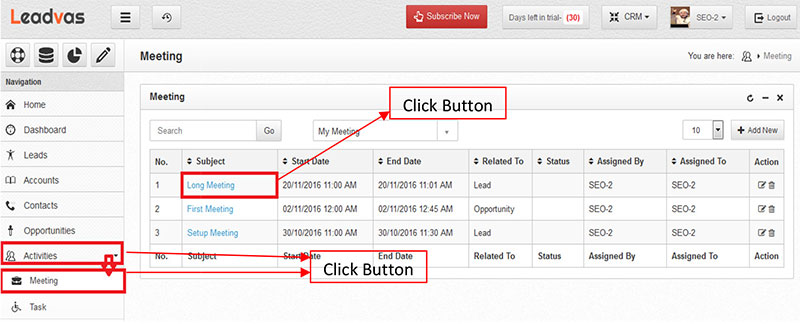 Leadvas
Subscribe Now
Days left in trial- (30)
CRM
SEO-2
Logout
Meeting
You are here: Meeting
Navigation
Home
Dashboard
Leads
Accounts
Contacts
Opportunities
Activities
Meeting
Task
Meeting
Click Button
Search Go My Meeting 10 Add New
No. Subject Start Date End Date Related To Status Assigned By Assigned To Action
1 Long Meeting 20/11/2016 11:00 AM 20/11/2016 11:01 AM Lead SEO-2 SEO-2
2 First Meeting 02/11/2016 12:00 AM 02/11/2016 12:45 AM Opportunity SEO-2 SEO-2
3 Setup Meeting 30/10/2016 11:00 AM 30/10/2016 11:30 AM Lead SEO-2 SEO-2
No. Subject Start Date End Date Related To Status Assigned By Assigned To Action
Click Button